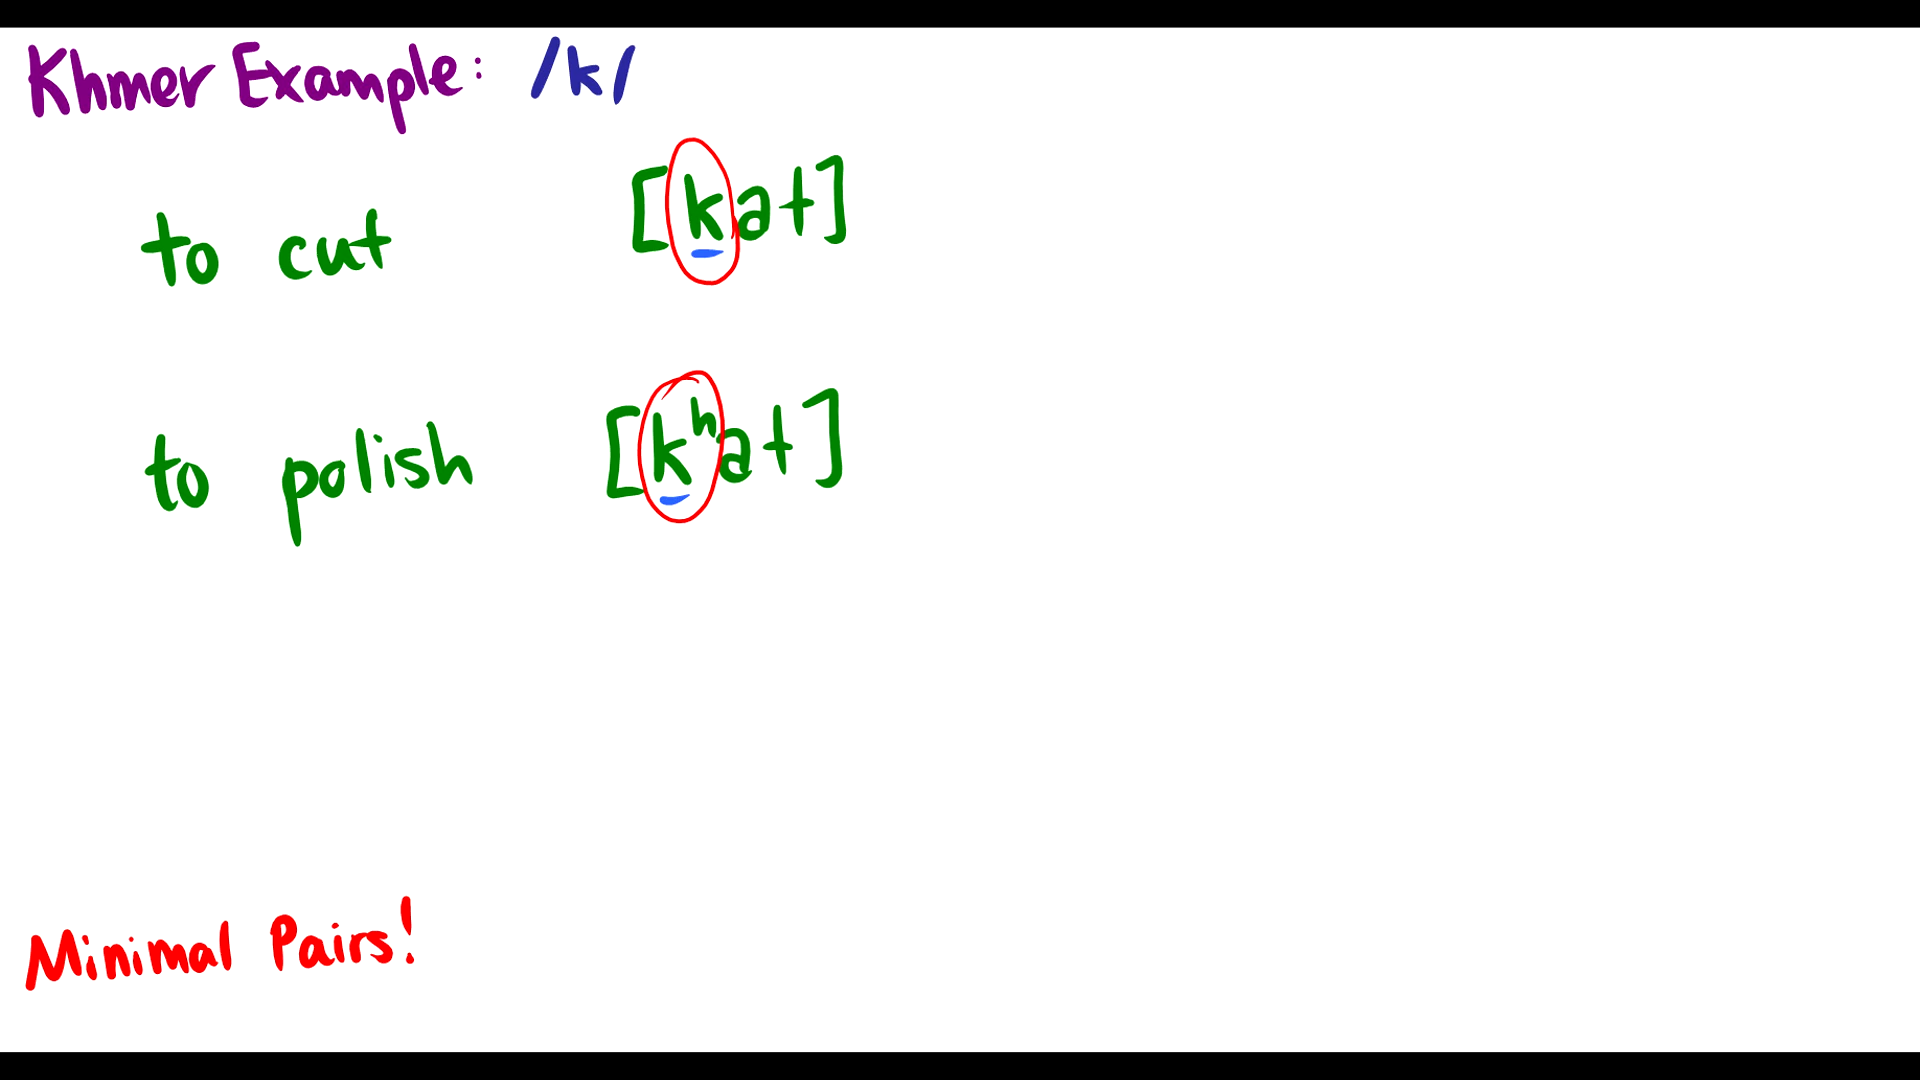 Khmer Example: /k/
to cut [kat]
to polish [kʰat]
Minimal Pairs!